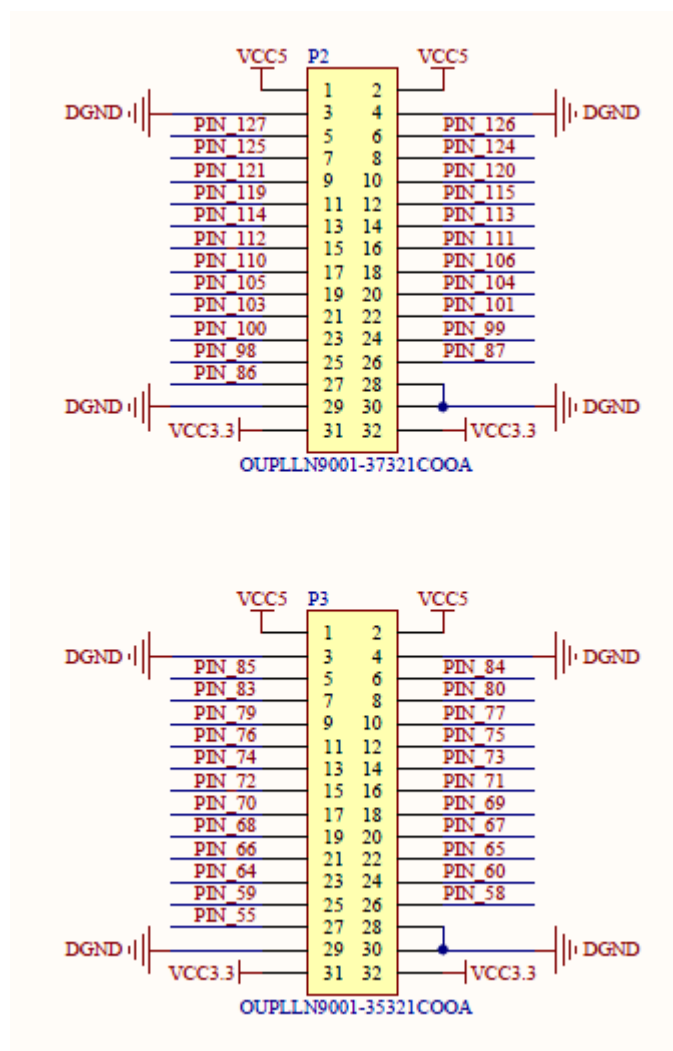 VCC5 P2 VCC5
1 2
DGND 3 4 DGND
PIN_127 5 6 PIN_126
PIN_125 7 8 PIN_124
PIN_121 9 10 PIN_120
PIN_119 11 12 PIN_115
PIN_114 13 14 PIN_113
PIN_112 15 16 PIN_111
PIN_110 17 18 PIN_106
PIN_105 19 20 PIN_104
PIN_103 21 22 PIN_101
PIN_100 23 24 PIN_99
PIN_98 25 26 PIN_87
PIN_86 27 28
DGND 29 30 DGND
VCC3.3 31 32 VCC3.3
OUPLLN9001-37321COOA
VCC5 P3 VCC5
1 2
DGND 3 4 DGND
PIN_85 5 6 PIN_84
PIN_83 7 8 PIN_80
PIN_79 9 10 PIN_77
PIN_76 11 12 PIN_75
PIN_74 13 14 PIN_73
PIN_72 15 16 PIN_71
PIN_70 17 18 PIN_69
PIN_68 19 20 PIN_67
PIN_66 21 22 PIN_65
PIN_64 23 24 PIN_60
PIN_59 25 26 PIN_58
PIN_55 27 28
DGND 29 30 DGND
VCC3.3 31 32 VCC3.3
OUPLLN9001-35321COOA